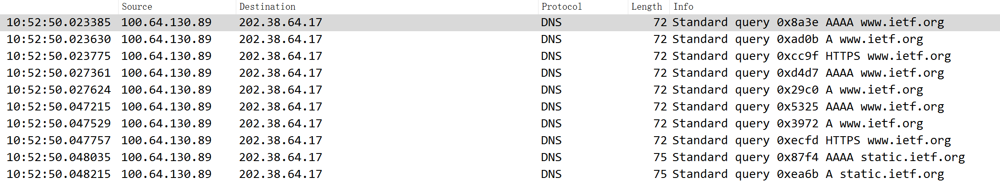 Source Destination Protocol Length Info
10:52:50.023385 100.64.130.89 202.38.64.17 DNS 72 Standard query 0x8a3e AAAA www.ietf.org
10:52:50.023630 100.64.130.89 202.38.64.17 DNS 72 Standard query 0xad0b A www.ietf.org
10:52:50.023775 100.64.130.89 202.38.64.17 DNS 72 Standard query 0xcc9f HTTPS www.ietf.org
10:52:50.027361 100.64.130.89 202.38.64.17 DNS 72 Standard query 0xd4d7 AAAA www.ietf.org
10:52:50.027624 100.64.130.89 202.38.64.17 DNS 72 Standard query 0x29c0 A www.ietf.org
10:52:50.047215 100.64.130.89 202.38.64.17 DNS 72 Standard query 0x5325 AAAA www.ietf.org
10:52:50.047529 100.64.130.89 202.38.64.17 DNS 72 Standard query 0x3972 A www.ietf.org
10:52:50.047757 100.64.130.89 202.38.64.17 DNS 72 Standard query 0xecfd HTTPS www.ietf.org
10:52:50.048035 100.64.130.89 202.38.64.17 DNS 75 Standard query 0x87f4 AAAA static.ietf.org
10:52:50.048215 100.64.130.89 202.38.64.17 DNS 75 Standard query 0xea6b A static.ietf.org